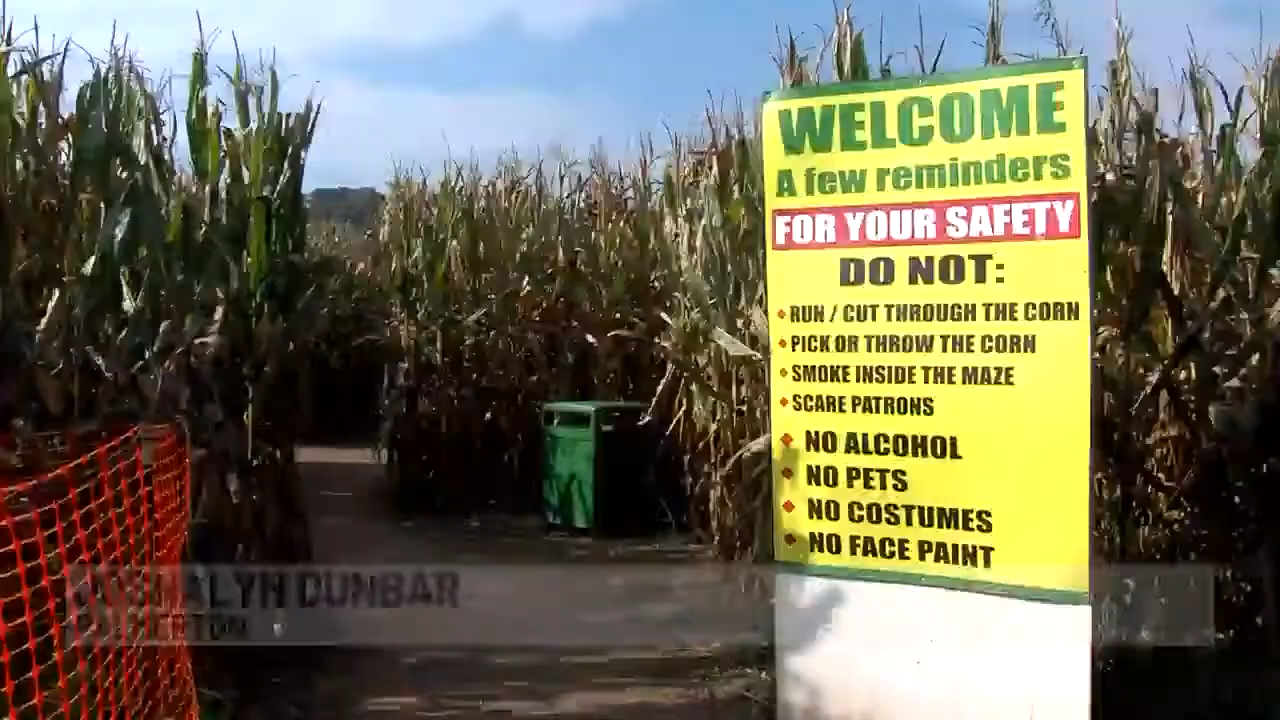 WELCOME
A few reminders
FOR YOUR SAFETY
DO NOT:
• RUN / CUT THROUGH THE CORN
• PICK OR THROW THE CORN
• SMOKE INSIDE THE MAZE
• SCARE PATRONS
• NO ALCOHOL
• NO PETS
• NO COSTUMES
• NO FACE PAINT
DUNBAR